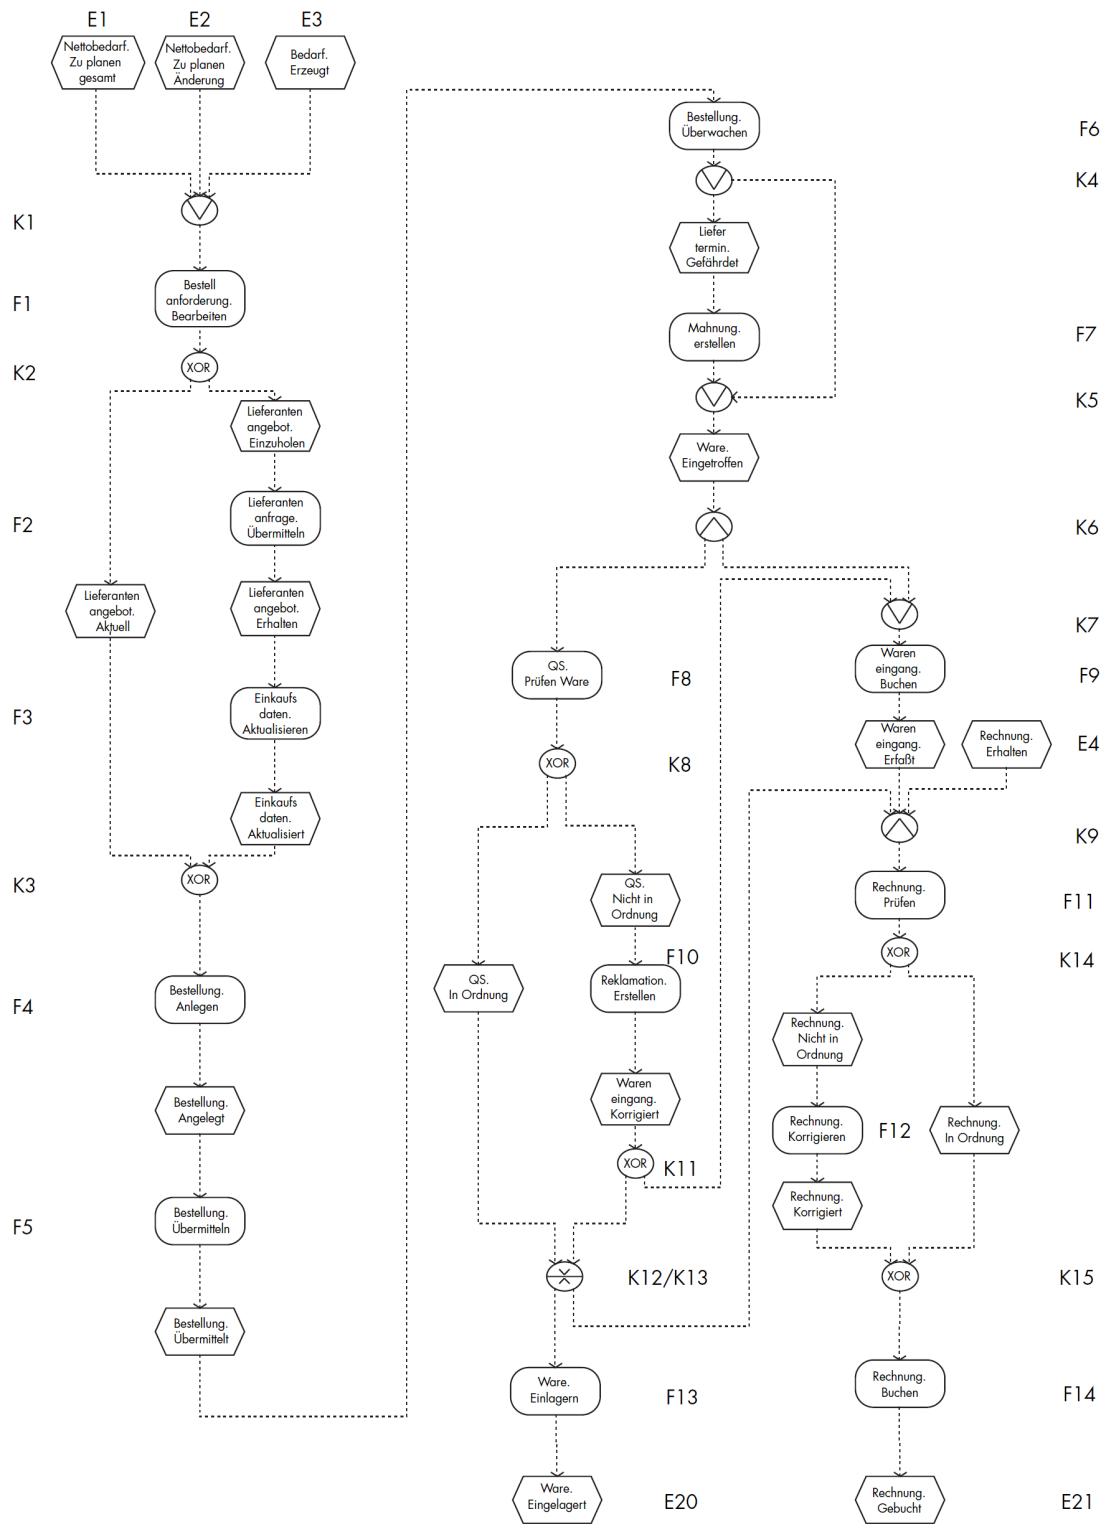 E1
E2
E3
Nettobedarf.
Zu planen
gesamt
Nettobedarf.
Zu planen
Änderung
Bedarf.
Erzeugt
K1
F1
Bestell
anforderung.
Bearbeiten
K2
XOR
Lieferanten
angebot.
Einzuholen
F2
Lieferanten
anfrage.
Übermitteln
Lieferanten
angebot.
Aktuell
Lieferanten
angebot.
Erhalten
F3
Einkaufs
daten.
Aktualisieren
Einkaufs
daten.
Aktualisiert
K3
XOR
F4
Bestellung.
Anlegen
Bestellung.
Angelegt
F5
Bestellung.
Übermitteln
Bestellung.
Übermittelt
Bestellung.
Überwachen
F6
K4
Liefer
termin.
Gefährdet
Mahnung.
erstellen
F7
K5
Ware.
Eingetroffen
K6
K7
QS.
Prüfen Ware
F8
Waren
eingang.
Buchen
F9
XOR
K8
Waren
eingang.
Erfaßt
Rechnung.
Erhalten
E4
K9
QS.
Nicht in
Ordnung
Rechnung.
Prüfen
F11
F10
QS.
In Ordnung
Reklamation.
Erstellen
XOR
K14
Waren
eingang.
Korrigiert
Rechnung.
Nicht in
Ordnung
XOR
K11
Rechnung.
Korrigieren
F12
Rechnung.
In Ordnung
Rechnung.
Korrigiert
K12/K13
XOR
K15
Ware.
Einlagern
F13
Rechnung.
Buchen
F14
Ware.
Eingelagert
E20
Rechnung.
Gebucht
E21